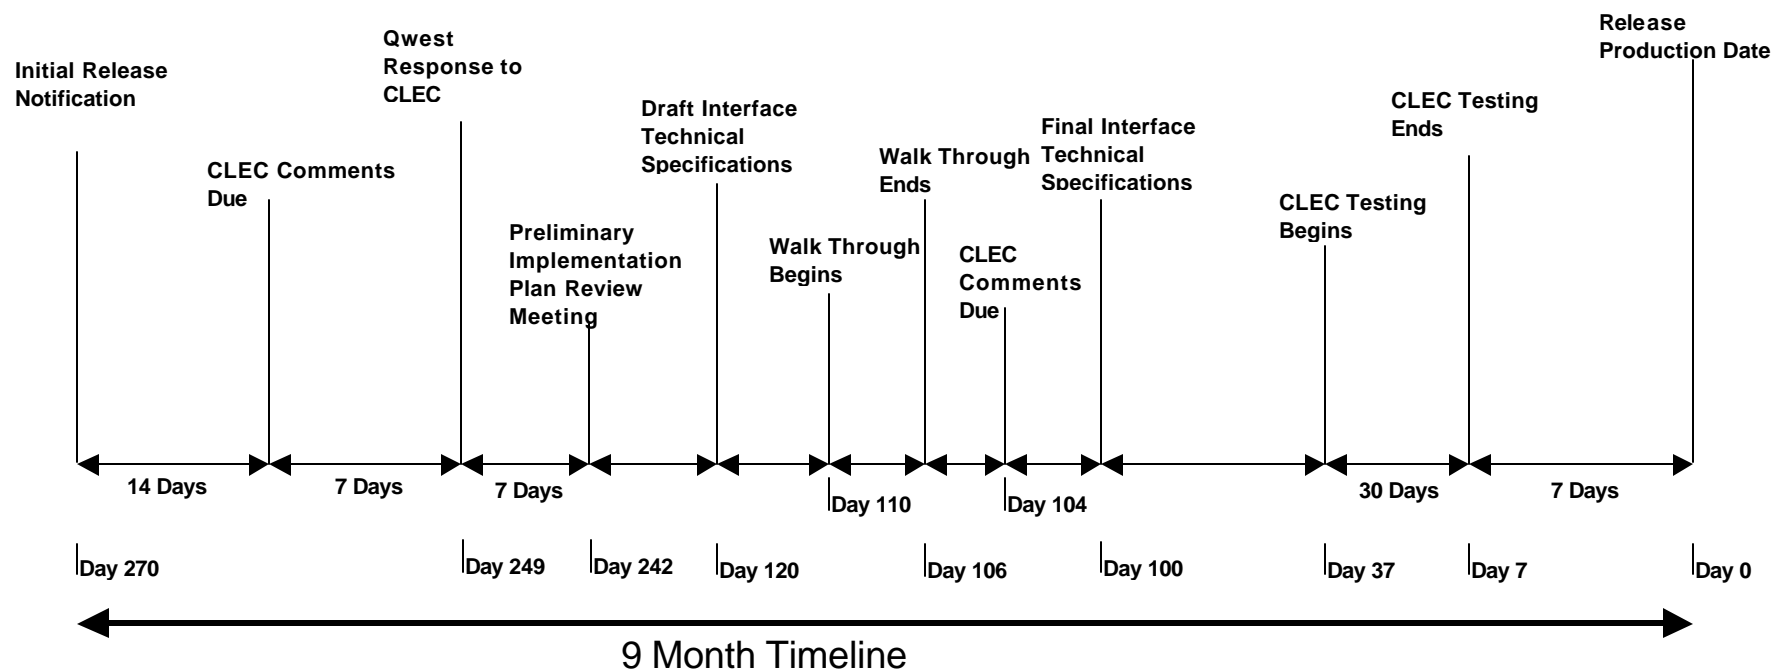 Initial Release
Notification
CLEC Comments
Due
Qwest
Response to
CLEC
Preliminary
Implementation
Plan Review
Meeting
Draft Interface
Technical
Specifications
Walk Through
Begins
Walk Through
Ends
CLEC
Comments
Due
Final Interface
Technical
Specifications
CLEC Testing
Begins
CLEC Testing
Ends
Release
Production Date
14 Days
7 Days
7 Days
30 Days
7 Days
Day 110
Day 104
Day 270
Day 249
Day 242
Day 120
Day 106
Day 100
Day 37
Day 7
Day 0
9 Month Timeline